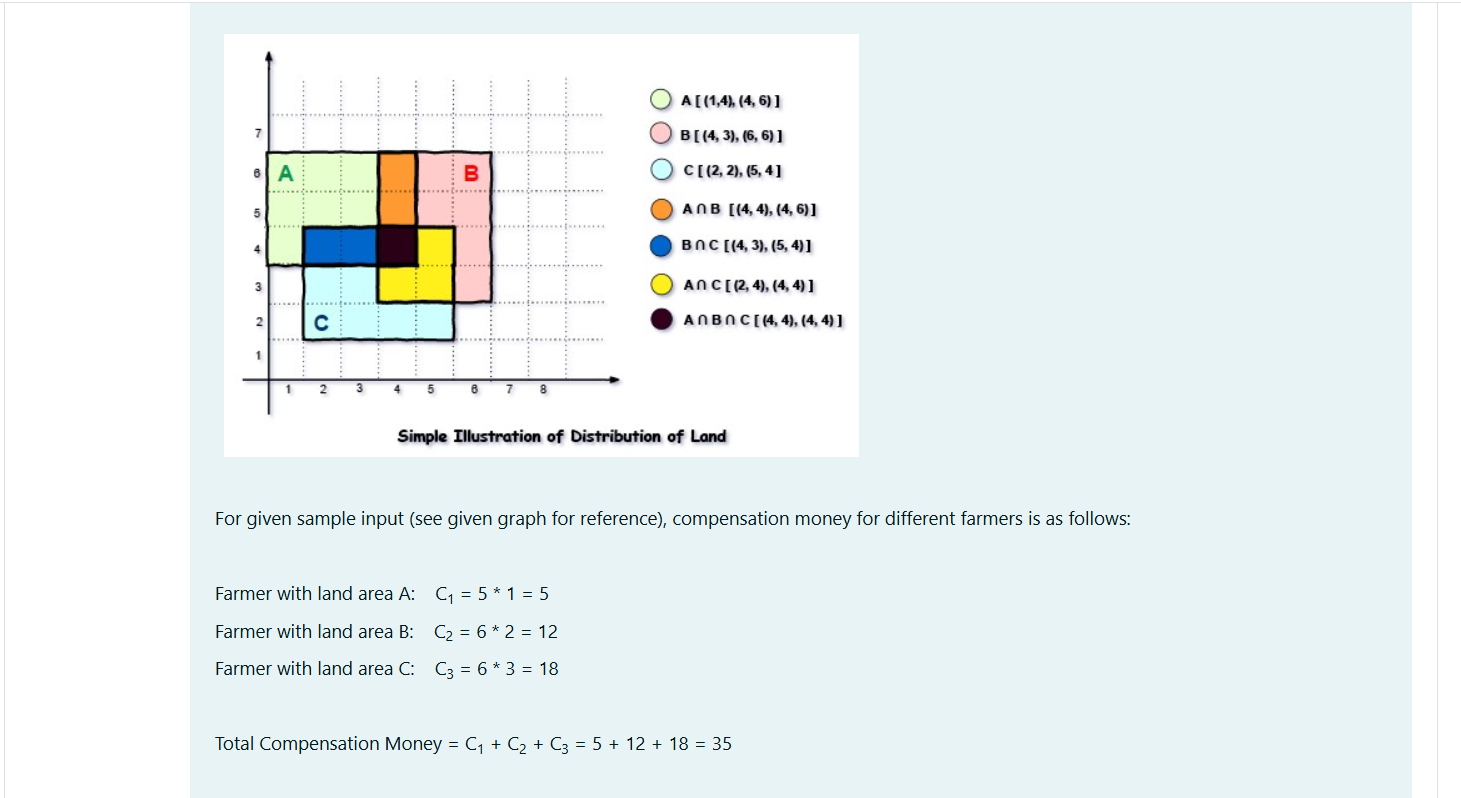 A [ (1,4), (4, 6) ]
B [ (4, 3), (6, 6) ]
C [ (2, 2), (5, 4 ]
A ∩ B [(4, 4), (4, 6)]
B ∩ C [(4, 3), (5, 4)]
A ∩ C [ (2, 4), (4, 4) ]
A ∩ B ∩ C [ (4, 4), (4, 4) ]
7
6
5
4
3
2
1
A
B
C
1 2 3 4 5 6 7 8
Simple Illustration of Distribution of Land
For given sample input (see given graph for reference), compensation money for different farmers is as follows:
Farmer with land area A: C₁ = 5 * 1 = 5
Farmer with land area B: C₂ = 6 * 2 = 12
Farmer with land area C: C₃ = 6 * 3 = 18
Total Compensation Money = C₁ + C₂ + C₃ = 5 + 12 + 18 = 35